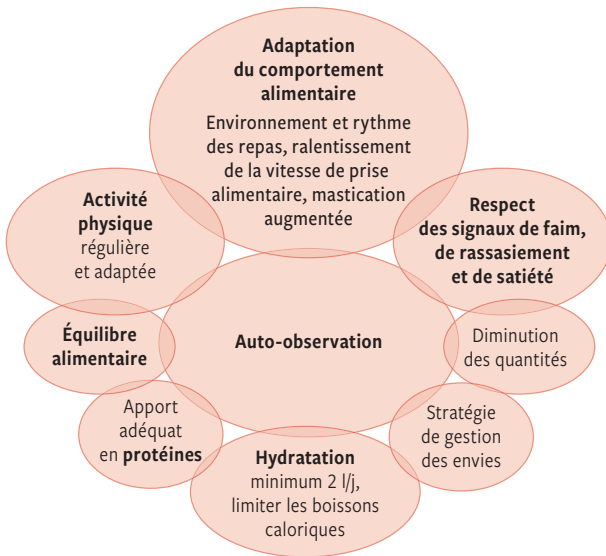 Adaptation
du comportement
alimentaire
Environnement et rythme
des repas, ralentissement
de la vitesse de prise
alimentaire, mastication
augmentée
Activité
physique
régulière
et adaptée
Respect
des signaux de faim,
de rassasiement
et de satiété
Équilibre
alimentaire
Auto-observation
Diminution
des quantités
Apport
adéquat
en protéines
Stratégie
de gestion
des envies
Hydratation
minimum 2 l/j,
limiter les boissons
caloriques